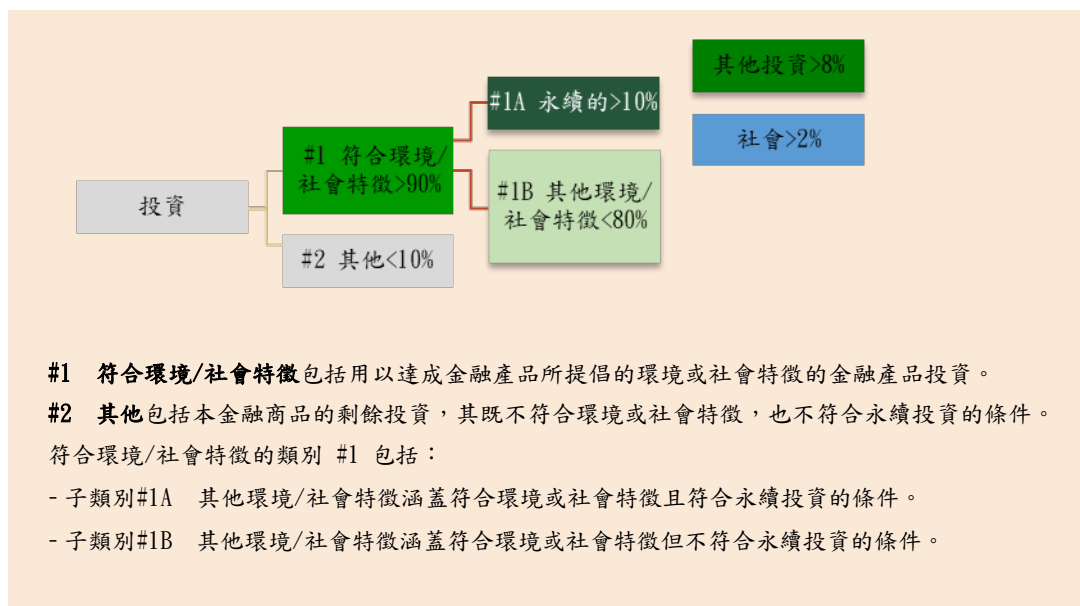 其他投資>8%
#1A 永續的>10%
社會>2%
#1 符合環境/
社會特徵>90%
#1B 其他環境/
社會特徵<80%
投資
#2 其他<10%
#1 符合環境/社會特徵包括用以達成金融產品所提倡的環境或社會特徵的金融產品投資。
#2 其他包括本金融商品的剩餘投資，其既不符合環境或社會特徵，也不符合永續投資的條件。
符合環境/社會特徵的類別 #1 包括：
- 子類別#1A 其他環境/社會特徵涵蓋符合環境或社會特徵且符合永續投資的條件。
- 子類別#1B 其他環境/社會特徵涵蓋符合環境或社會特徵但不符合永續投資的條件。